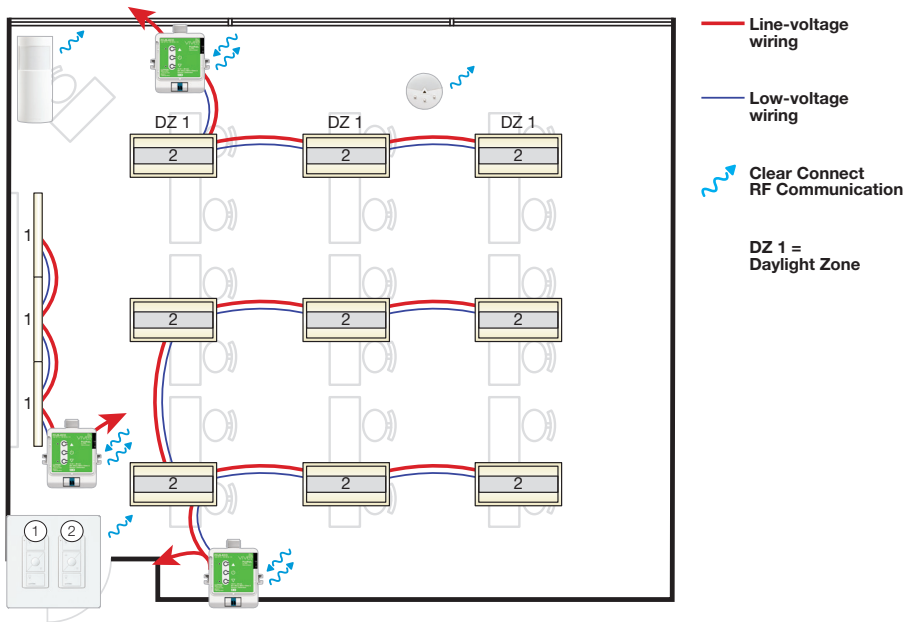 Line-voltage
wiring
Low-voltage
wiring
Clear Connect
RF Communication
DZ 1 =
Daylight Zone
DZ 1 DZ 1 DZ 1
2 2 2
1
1
2 2 2
1
2 2 2
1 2